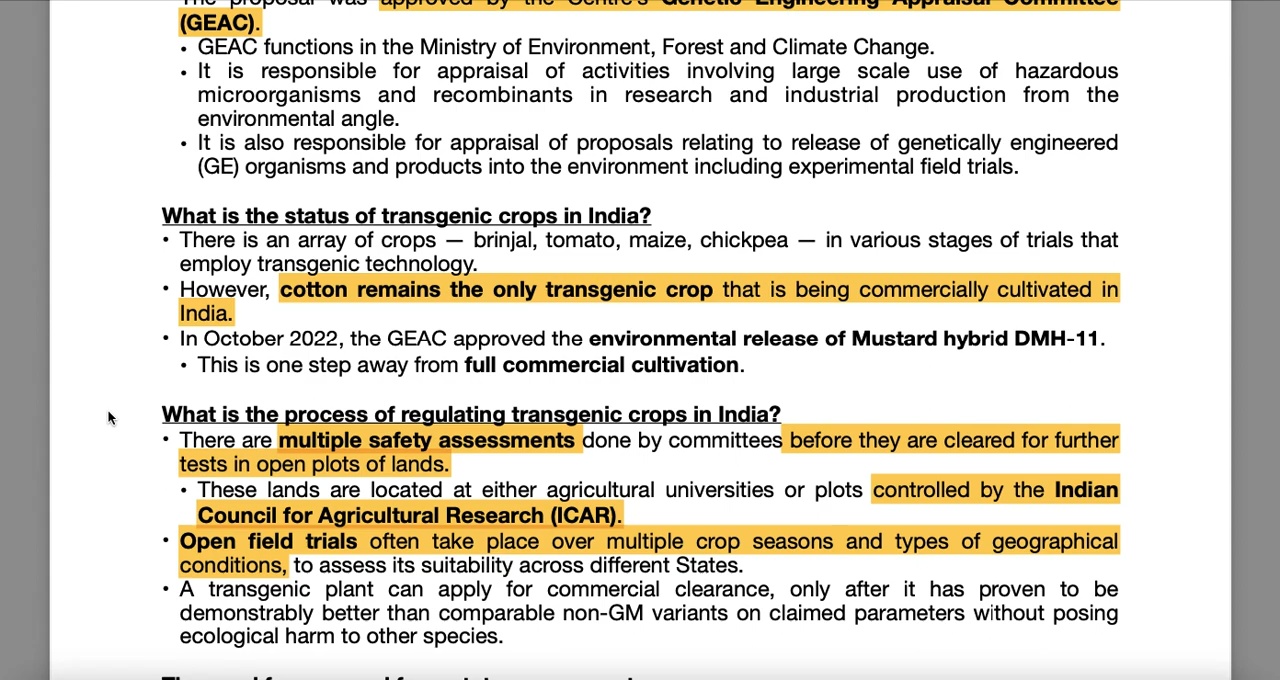 The proposal was approved by the Centre's Genetic Engineering Appraisal Committee
(GEAC).
• GEAC functions in the Ministry of Environment, Forest and Climate Change.
• It is responsible for appraisal of activities involving large scale use of hazardous
microorganisms and recombinants in research and industrial production from the
environmental angle.
• It is also responsible for appraisal of proposals relating to release of genetically engineered
(GE) organisms and products into the environment including experimental field trials.
What is the status of transgenic crops in India?
• There is an array of crops — brinjal, tomato, maize, chickpea — in various stages of trials that
employ transgenic technology.
• However, cotton remains the only transgenic crop that is being commercially cultivated in
India.
• In October 2022, the GEAC approved the environmental release of Mustard hybrid DMH-11.
• This is one step away from full commercial cultivation.
What is the process of regulating transgenic crops in India?
• There are multiple safety assessments done by committees before they are cleared for further
tests in open plots of lands.
• These lands are located at either agricultural universities or plots controlled by the Indian
Council for Agricultural Research (ICAR).
• Open field trials often take place over multiple crop seasons and types of geographical
conditions, to assess its suitability across different States.
• A transgenic plant can apply for commercial clearance, only after it has proven to be
demonstrably better than comparable non-GM variants on claimed parameters without posing
ecological harm to other species.